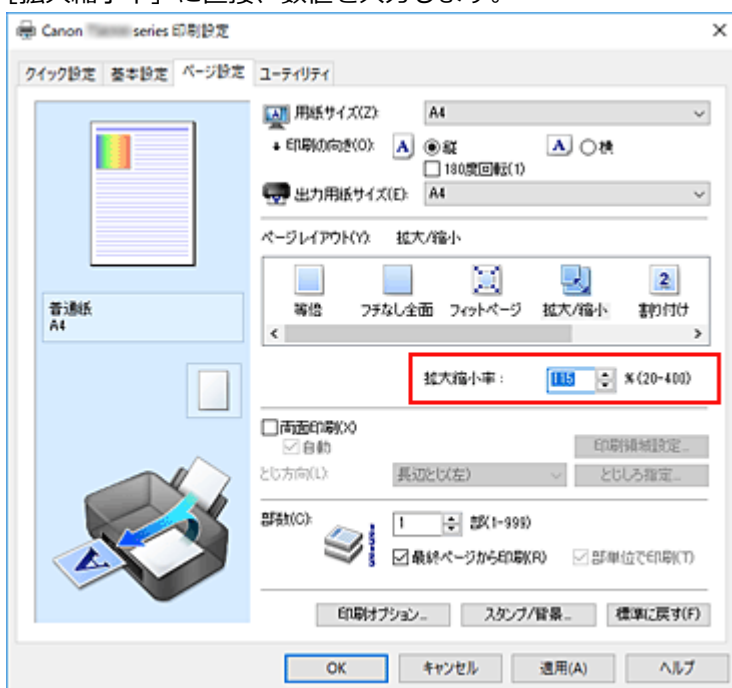 [拡大縮小率]に直接、数値を入力します。
Canon series 印刷設定
クイック設定 基本設定 ページ設定 ユーティリティ
用紙サイズ(Z): A4
印刷の向き(O): A 縦 A 横
180度回転(1)
出力用紙サイズ(E): A4
ページレイアウト(Y): 拡大/縮小
等倍 フチなし全面 フィットページ 拡大/縮小 割り付け
普通紙
A4
拡大縮小率: 115 % (20-400)
両面印刷(X)
自動
印刷領域設定...
とじ方向(L): 長辺とじ(左) とじしろ指定...
部数(C): 1 部(1-999)
最終ページから印刷(R) 部単位で印刷(T)
印刷オプション... スタンプ/背景... 標準に戻す(F)
OK キャンセル 適用(A) ヘルプ